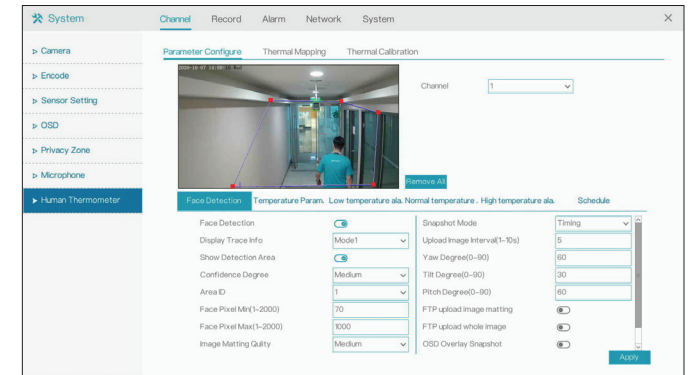 System
Channel Record Alarm Network System
Camera
Encode
Sensor Setting
OSD
Privacy Zone
Microphone
Human Thermometer
Parameter Configure Thermal Mapping Thermal Calibration
Channel 1
Remove All
Face Detection Temperature Param. Low temperature ala. Normal temperature . High temperature ala. Schedule
Face Detection
Display Trace Info Mode1
Show Detection Area
Confidence Degree Medium
Area ID 1
Face Pixel Min(1~2000) 70
Face Pixel Max(1~2000) 1000
Image Matting Qulity Medium
Snapshot Mode Timing
Upload Image Interval(1~10s) 5
Yaw Degree(0~90) 60
Tilt Degree(0~90) 30
Pitch Degree(0~90) 60
FTP upload image matting
FTP upload whole image
OSD Overlay Snapshot
Apply